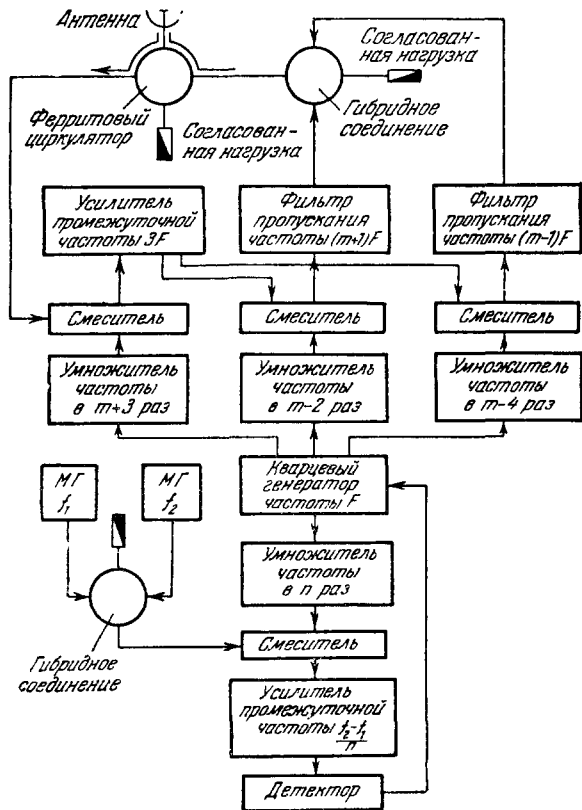 Антенна
Согласован-
ная нагрузка
Ферритовый
циркулятор
Согласован-
ная нагрузка
Гибридное
соединение
Усилитель
промежуточной
частоты 3F
Фильтр
пропускания
частоты (m+1)F
Фильтр
пропускания
частоты (m-1)F
Смеситель
Смеситель
Смеситель
Умножитель
частоты
в m+3 раз
Умножитель
частоты
в m-2 раз
Умножитель
частоты
в m-4 раз
МГ
f₁
МГ
f₂
Кварцевый
генератор
частоты F
Умножитель
частоты
в n раз
Гибридное
соединение
Смеситель
Усилитель
промежуточной
частоты (f₂-f₁)/n
Детектор